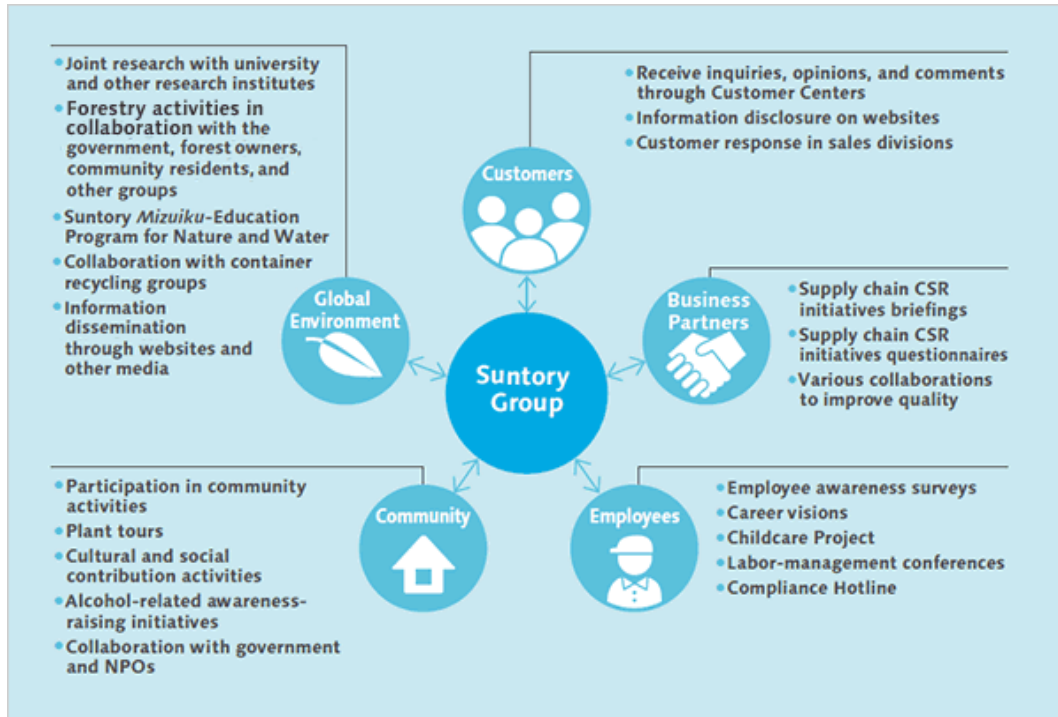 • Joint research with university
and other research institutes
• Forestry activities in
collaboration with the
government, forest owners,
community residents, and
other groups
• Suntory Mizuiku-Education
Program for Nature and Water
• Collaboration with container
recycling groups
• Information
dissemination
through websites and
other media
Global
Environment
Customers
• Receive inquiries, opinions, and comments
through Customer Centers
• Information disclosure on websites
• Customer response in sales divisions
Business
Partners
• Supply chain CSR
initiatives briefings
• Supply chain CSR
initiatives questionnaires
• Various collaborations
to improve quality
Suntory
Group
• Participation in community
activities
• Plant tours
• Cultural and social
contribution activities
• Alcohol-related awareness-
raising initiatives
• Collaboration with government
and NPOs
Community
Employees
• Employee awareness surveys
• Career visions
• Childcare Project
• Labor-management conferences
• Compliance Hotline